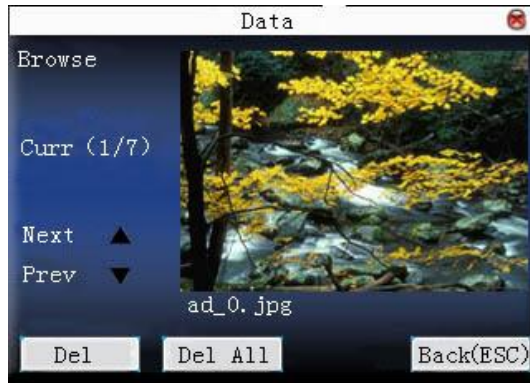 Data
Browse
Curr (1/7)
Next ▲
Prev ▼
ad_0.jpg
Del
Del All
Back(ESC)